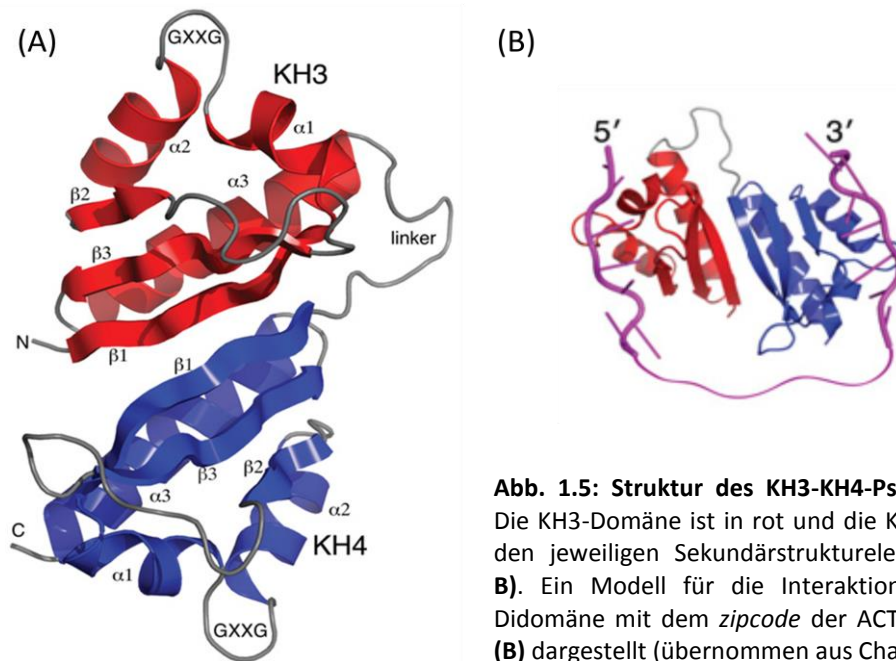 (A)
GXXG
KH3
α1
α2
β2
α3
β3
linker
N
β1
β1
β3
β2
α3
α2
C
KH4
α1
GXXG
(B)
5′
3′
Abb. 1.5: Struktur des KH3-KH4-Ps
Die KH3-Domäne ist in rot und die K
den jeweiligen Sekundärstrukturele
B). Ein Modell für die Interaktion
Didomäne mit dem zipcode der ACT
(B) dargestellt (übernommen aus Cha